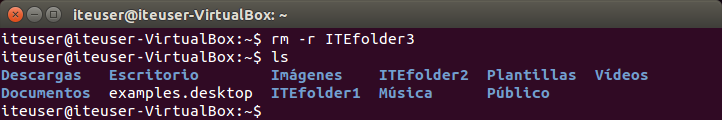 iteuser@iteuser-VirtualBox: ~
iteuser@iteuser-VirtualBox:~$ rm -r ITEfolder3
iteuser@iteuser-VirtualBox:~$ ls
Descargas Escritorio Imágenes ITEfolder2 Plantillas Vídeos
Documentos examples.desktop ITEfolder1 Música Público
iteuser@iteuser-VirtualBox:~$